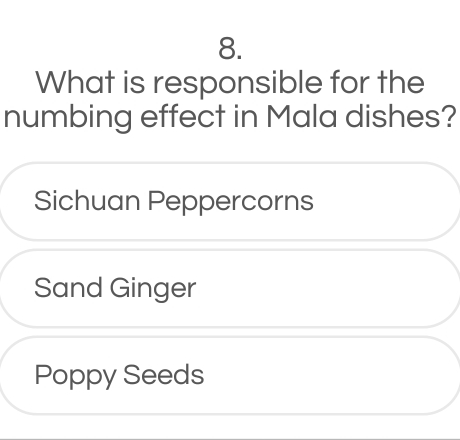 8.
What is responsible for the
numbing effect in Mala dishes?
Sichuan Peppercorns
Sand Ginger
Poppy Seeds